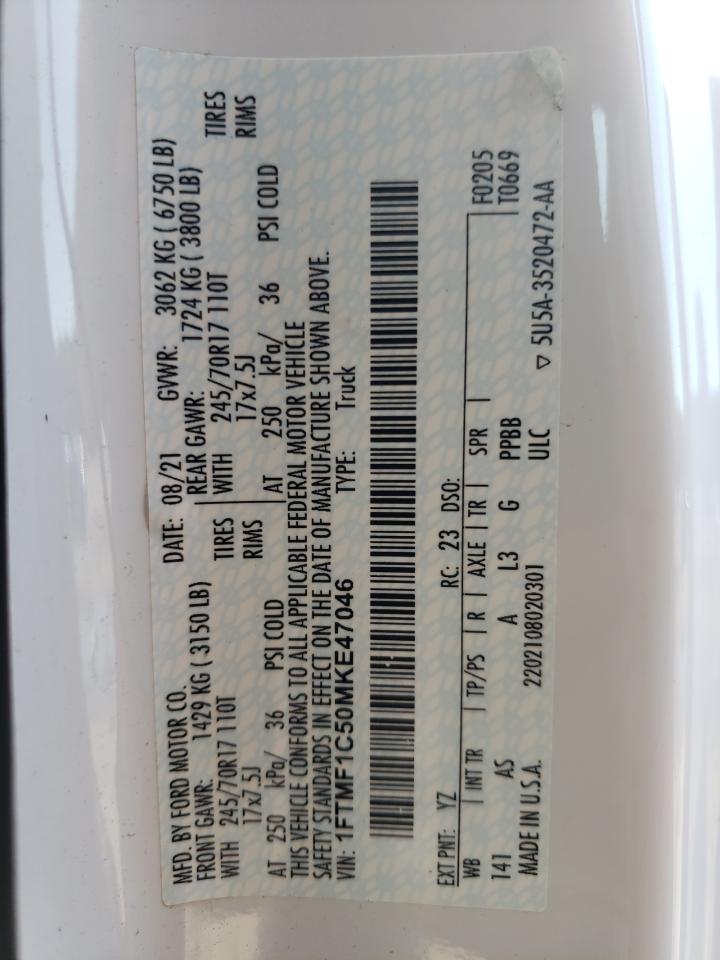 MFD. BY FORD MOTOR CO.
DATE: 08/21 GVWR: 3062 KG ( 6750 LB)
FRONT GAWR: 1429 KG ( 3150 LB) REAR GAWR: 1724 KG ( 3800 LB)
WITH 245/70R17 110T TIRES WITH 245/70R17 110T TIRES
17x7.5J RIMS 17x7.5J RIMS
AT 250 kPa/ 36 PSI COLD AT 250 kPa/ 36 PSI COLD
THIS VEHICLE CONFORMS TO ALL APPLICABLE FEDERAL MOTOR VEHICLE
SAFETY STANDARDS IN EFFECT ON THE DATE OF MANUFACTURE SHOWN ABOVE.
VIN: 1FTMF1C50MKE47046 TYPE: Truck
EXT PNT: YZ RC: 23 DSO: F0205
WB INT TR TP/PS R AXLE TR SPR T0669
141 AS A L3 G PPBB
MADE IN U.S.A. 2202108020301 ULC ▽ 5U5A-3520472-AA